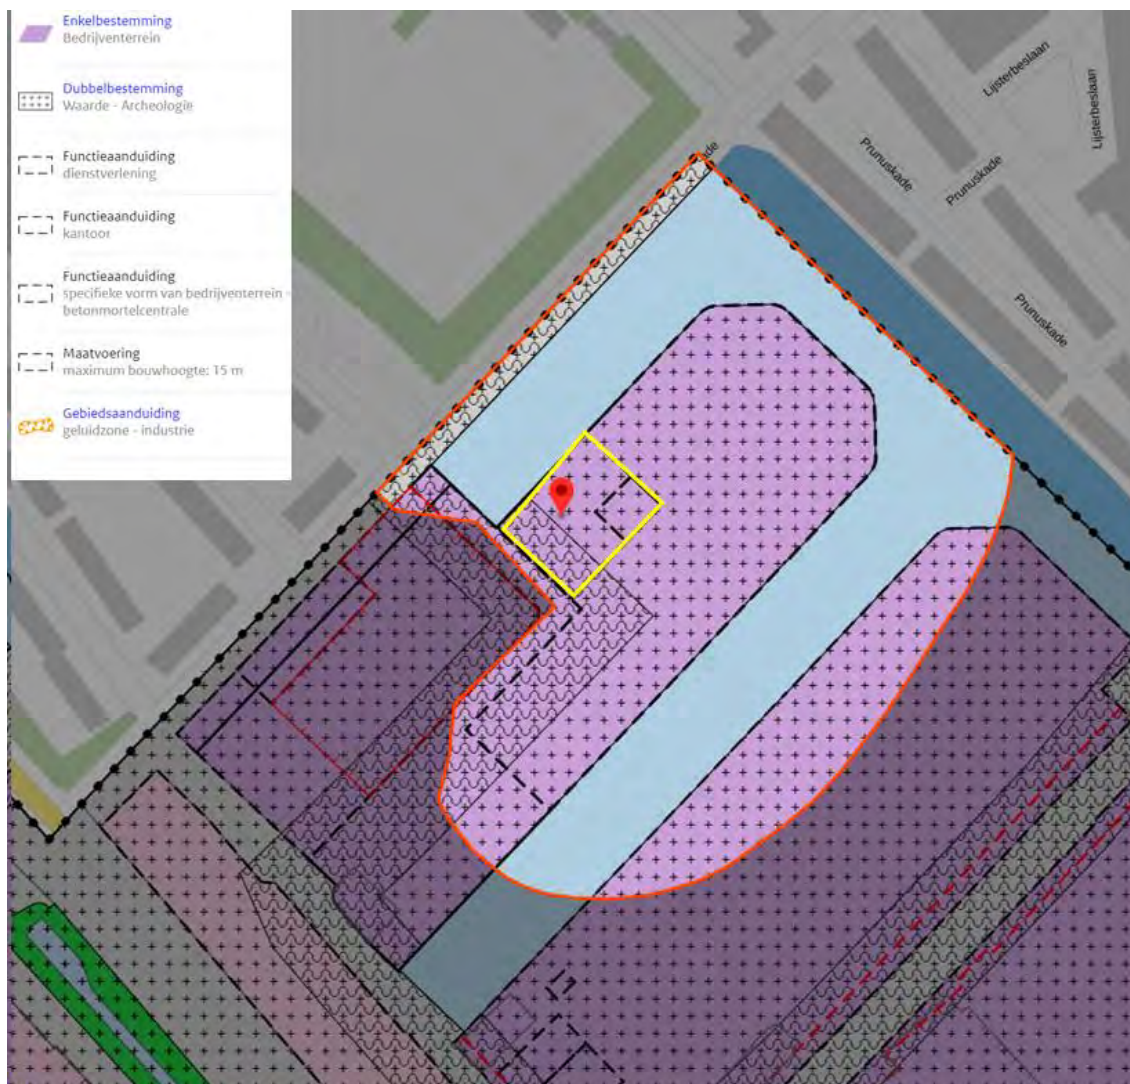 Enkelbestemming
Bedrijventerrein
Dubbelbestemming
Waarde - Archeologie
Functieaanduiding
dienstverlening
Functieaanduiding
kantoor
Functieaanduiding
specifieke vorm van bedrijventerrein -
betonmortelcentrale
Maatvoering
maximum bouwhoogte: 15 m
Gebiedsaanduiding
geluidzone - industrie
Lijsterbeslaan
Lijsterbeslaan
Prunuskade
Prunuskade
Prunuskade